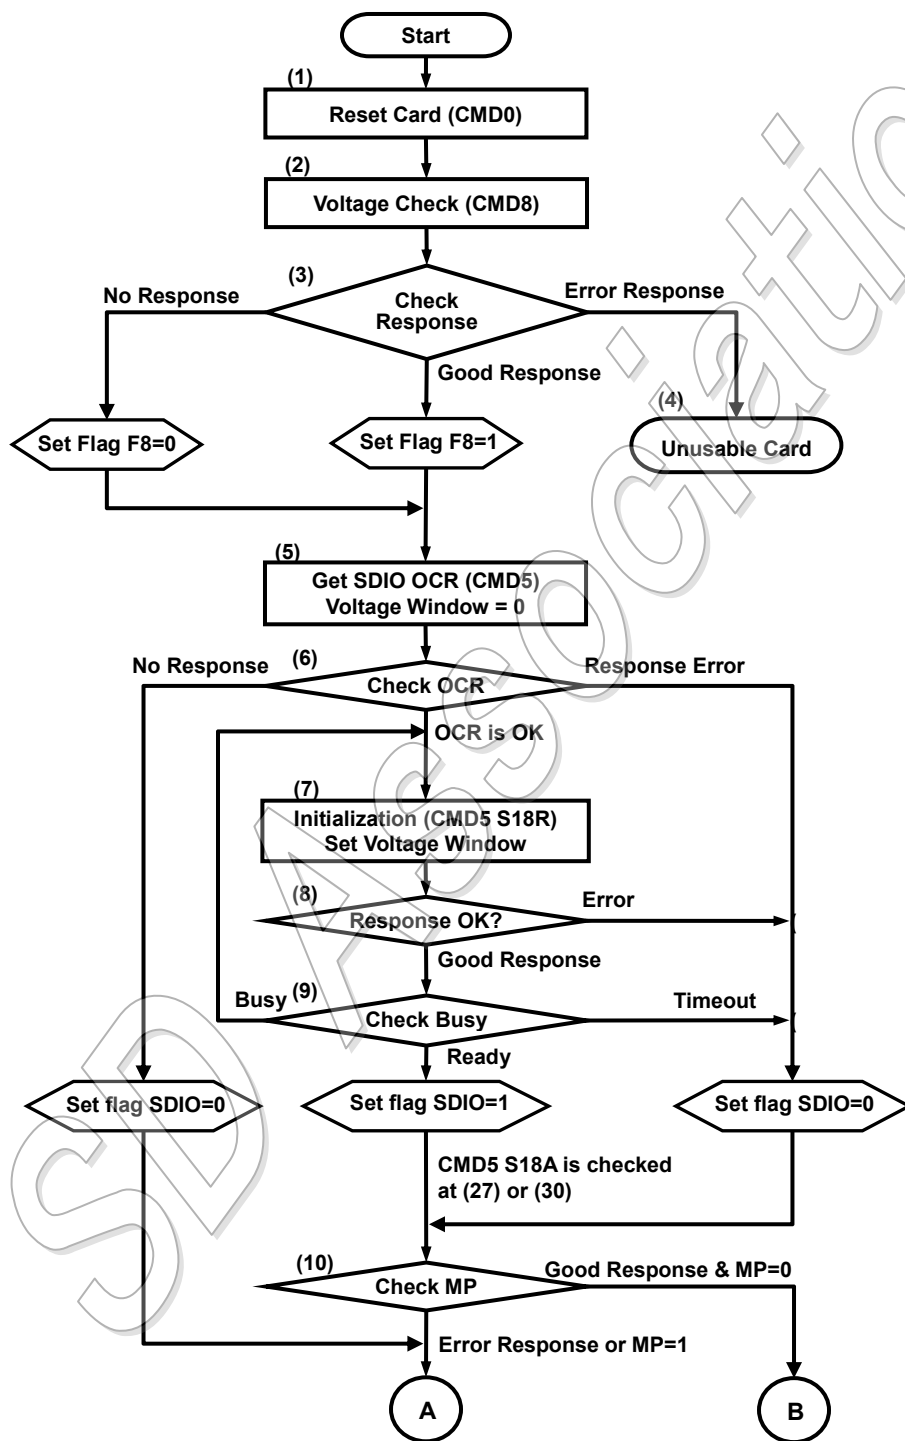 Start
(1)
Reset Card (CMD0)
(2)
Voltage Check (CMD8)
(3)
No Response
Error Response
Check
Response
Good Response
(4)
Set Flag F8=0
Set Flag F8=1
Unusable Card
(5)
Get SDIO OCR (CMD5)
Voltage Window = 0
No Response
(6)
Response Error
Check OCR
OCR is OK
(7)
Initialization (CMD5 S18R)
Set Voltage Window
(8)
Error
Response OK?
Good Response
Busy
(9)
Timeout
Check Busy
Ready
Set flag SDIO=0
Set flag SDIO=1
Set flag SDIO=0
CMD5 S18A is checked
at (27) or (30)
(10)
Good Response & MP=0
Check MP
Error Response or MP=1
A
B
SD Associatio